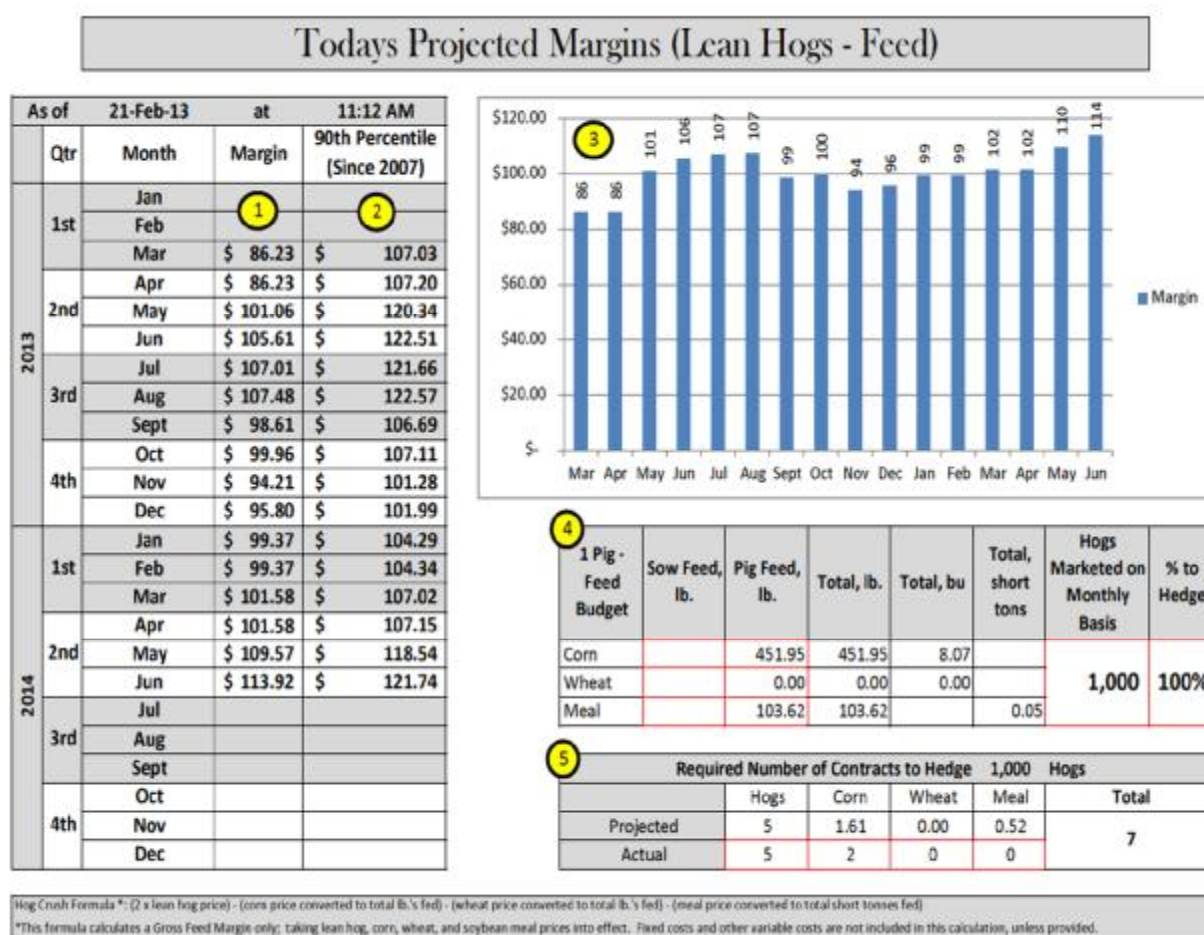 Todays Projected Margins (Lean Hogs - Feed)
As of 21-Feb-13 at 11:12 AM
Qtr Month Margin 90th Percentile (Since 2007)
2013
1st
Jan
Feb
1 2
Mar $ 86.23 $ 107.03
2nd
Apr $ 86.23 $ 107.20
May $ 101.06 $ 120.34
Jun $ 105.61 $ 122.51
3rd
Jul $ 107.01 $ 121.66
Aug $ 107.48 $ 122.57
Sept $ 98.61 $ 106.69
4th
Oct $ 99.96 $ 107.11
Nov $ 94.21 $ 101.28
Dec $ 95.80 $ 101.99
2014
1st
Jan $ 99.37 $ 104.29
Feb $ 99.37 $ 104.34
Mar $ 101.58 $ 107.02
2nd
Apr $ 101.58 $ 107.15
May $ 109.57 $ 118.54
Jun $ 113.92 $ 121.74
3rd
Jul
Aug
Sept
4th
Oct
Nov
Dec
3
$120.00
$100.00
$80.00
$60.00
$40.00
$20.00
$-
86 86 101 106 107 107 99 100 94 96 99 99 102 102 110 114
Mar Apr May Jun Jul Aug Sept Oct Nov Dec Jan Feb Mar Apr May Jun
Margin
4
1 Pig - Feed Budget Sow Feed, lb. Pig Feed, lb. Total, lb. Total, bu Total, short tons Hogs Marketed on Monthly Basis % to Hedge
Corn 451.95 451.95 8.07
Wheat 0.00 0.00 0.00
Meal 103.62 103.62 0.05
1,000 100%
5
Required Number of Contracts to Hedge 1,000 Hogs
Hogs Corn Wheat Meal Total
Projected 5 1.61 0.00 0.52
Actual 5 2 0 0
7
Hog Crush Formula *: (2 x lean hog price) - (corn price converted to total lb.'s fed) - (wheat price converted to total lb.'s fed) - (meal price converted to total short tonnes fed)
*This formula calculates a Gross Feed Margin only; taking lean hog, corn, wheat, and soybean meal prices into effect. Fixed costs and other variable costs are not included in this calculation, unless provided.